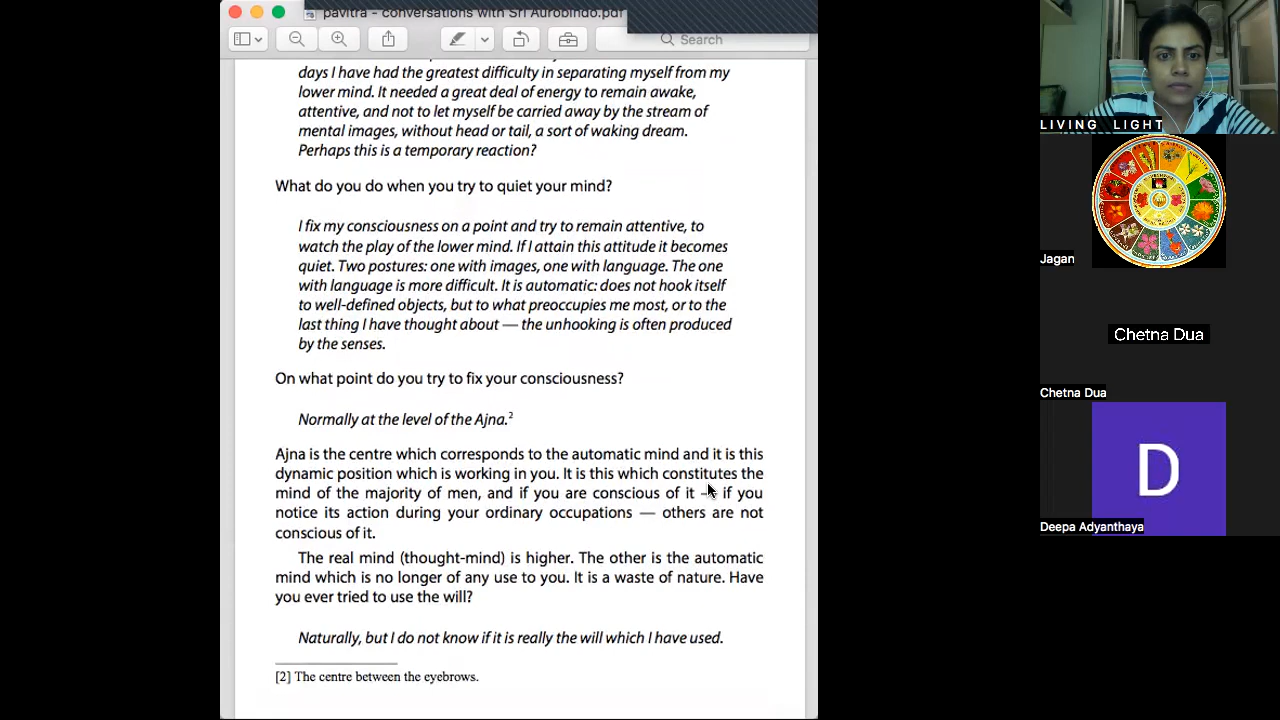 pavitra - conversations with Sri Aurobindo.pdf
Search
days I have had the greatest difficulty in separating myself from my
lower mind. It needed a great deal of energy to remain awake,
attentive, and not to let myself be carried away by the stream of
mental images, without head or tail, a sort of waking dream.
Perhaps this is a temporary reaction?
What do you do when you try to quiet your mind?
I fix my consciousness on a point and try to remain attentive, to
watch the play of the lower mind. If I attain this attitude it becomes
quiet. Two postures: one with images, one with language. The one
with language is more difficult. It is automatic: does not hook itself
to well-defined objects, but to what preoccupies me most, or to the
last thing I have thought about — the unhooking is often produced
by the senses.
On what point do you try to fix your consciousness?
Normally at the level of the Ajna.2
Ajna is the centre which corresponds to the automatic mind and it is this
dynamic position which is working in you. It is this which constitutes the
mind of the majority of men, and if you are conscious of it — if you
notice its action during your ordinary occupations — others are not
conscious of it.
The real mind (thought-mind) is higher. The other is the automatic
mind which is no longer of any use to you. It is a waste of nature. Have
you ever tried to use the will?
Naturally, but I do not know if it is really the will which I have used.
[2] The centre between the eyebrows.
LIVING LIGHT
Jagan
Chetna Dua
Chetna Dua
D
Deepa Adyanthaya